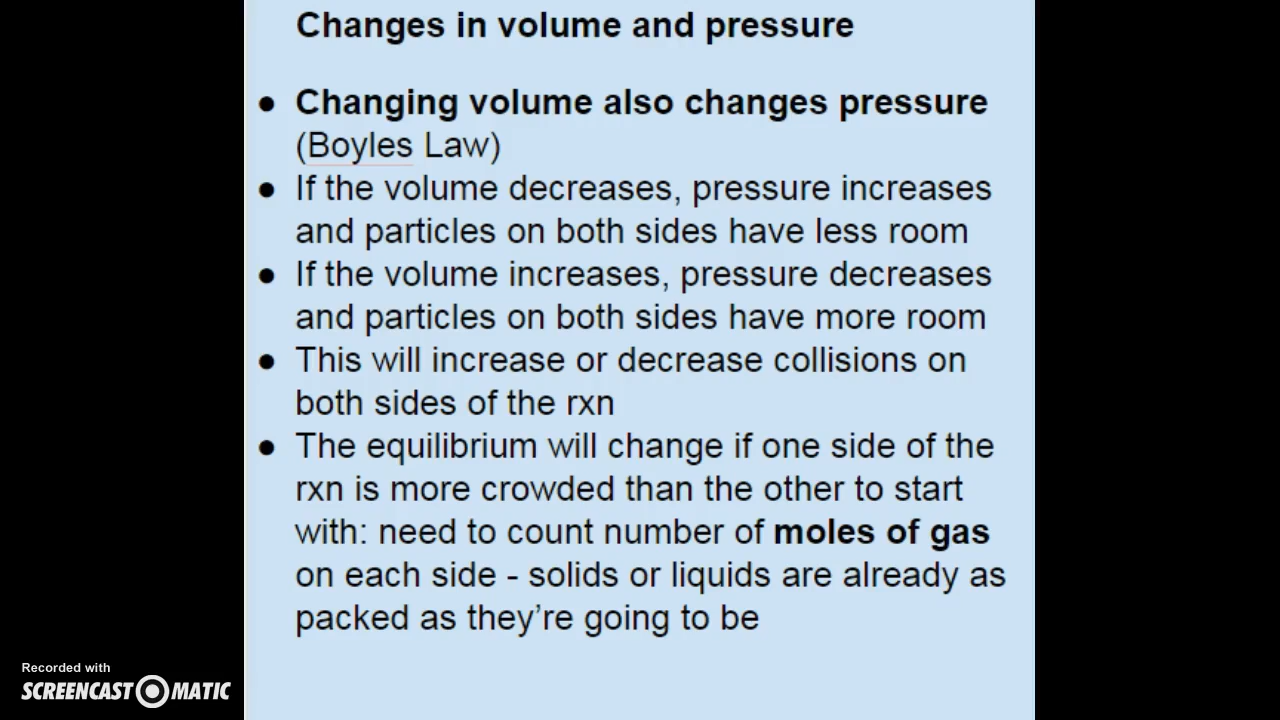 Changes in volume and pressure
● Changing volume also changes pressure
(Boyles Law)
● If the volume decreases, pressure increases
and particles on both sides have less room
● If the volume increases, pressure decreases
and particles on both sides have more room
● This will increase or decrease collisions on
both sides of the rxn
● The equilibrium will change if one side of the
rxn is more crowded than the other to start
with: need to count number of moles of gas
on each side - solids or liquids are already as
packed as they're going to be
Recorded with
SCREENCAST MATIC